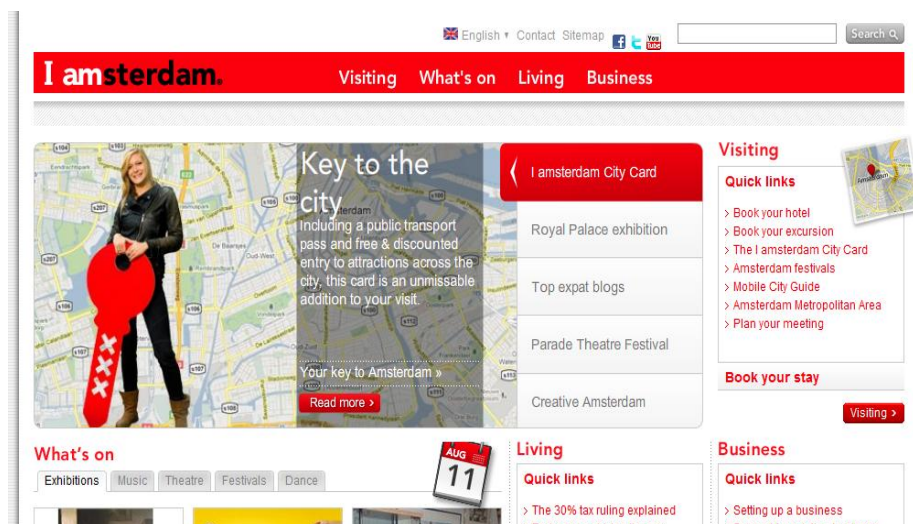 English Contact Sitemap
You Tube
Search
I amsterdam.
Visiting What's on Living Business
Key to the
city
Including a public transport
pass and free & discounted
entry to attractions across the
city, this card is an unmissable
addition to your visit.
Your key to Amsterdam »
Read more >
I amsterdam City Card
Royal Palace exhibition
Top expat blogs
Parade Theatre Festival
Creative Amsterdam
Visiting
Quick links
> Book your hotel
> Book your excursion
> The I amsterdam City Card
> Amsterdam festivals
> Mobile City Guide
> Amsterdam Metropolitan Area
> Plan your meeting
Book your stay
Visiting >
What's on
Exhibitions Music Theatre Festivals Dance
AUG
11
Living
Quick links
> The 30% tax ruling explained
Business
Quick links
> Setting up a business